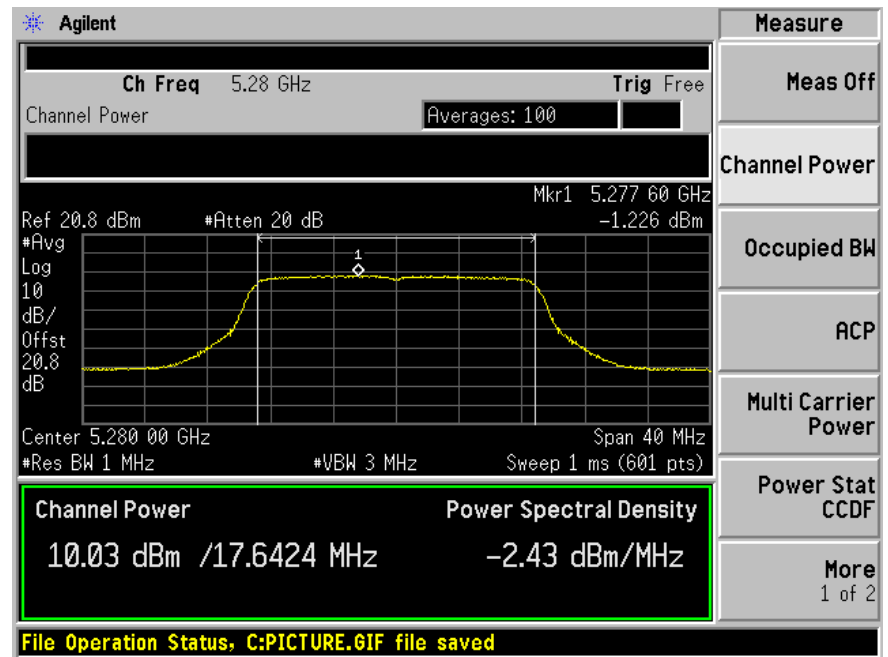 Agilent
Measure
Ch Freq 5.28 GHz Trig Free
Channel Power Averages: 100
Mkr1 5.277 60 GHz
Ref 20.8 dBm #Atten 20 dB -1.226 dBm
#Avg
Log
10
dB/
Offst
20.8
dB
1
Center 5.280 00 GHz Span 40 MHz
#Res BW 1 MHz #VBW 3 MHz Sweep 1 ms (601 pts)
Channel Power Power Spectral Density
10.03 dBm /17.6424 MHz -2.43 dBm/MHz
File Operation Status, C:PICTURE.GIF file saved
Meas Off
Channel Power
Occupied BW
ACP
Multi Carrier
Power
Power Stat
CCDF
More
1 of 2